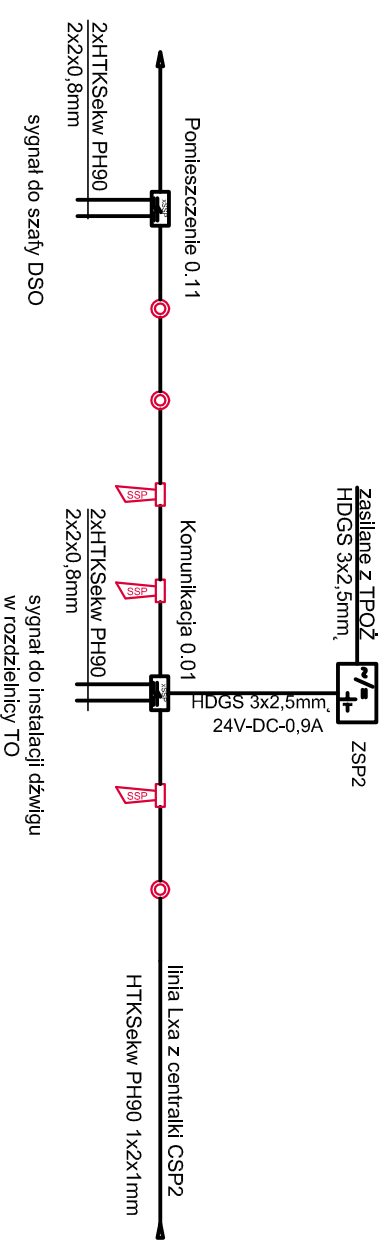 zasilane z TPOŻ
HDGS 3x2,5mm
ZSP2
HDGS 3x2,5mm
24V-DC-0,9A
Pomieszczenie 0.11
Komunikacja 0.01
linia Lxa z centralki CSP2
HTKSekw PH90 1x2x1mm
xSSP
SSP
SSP
xSSP
SSP
2xHTKSekw PH90
2x2x0,8mm
sygnał do szafy DSO
2xHTKSekw PH90
2x2x0,8mm
sygnał do instalacji dźwigu
w rozdzielnicy TO